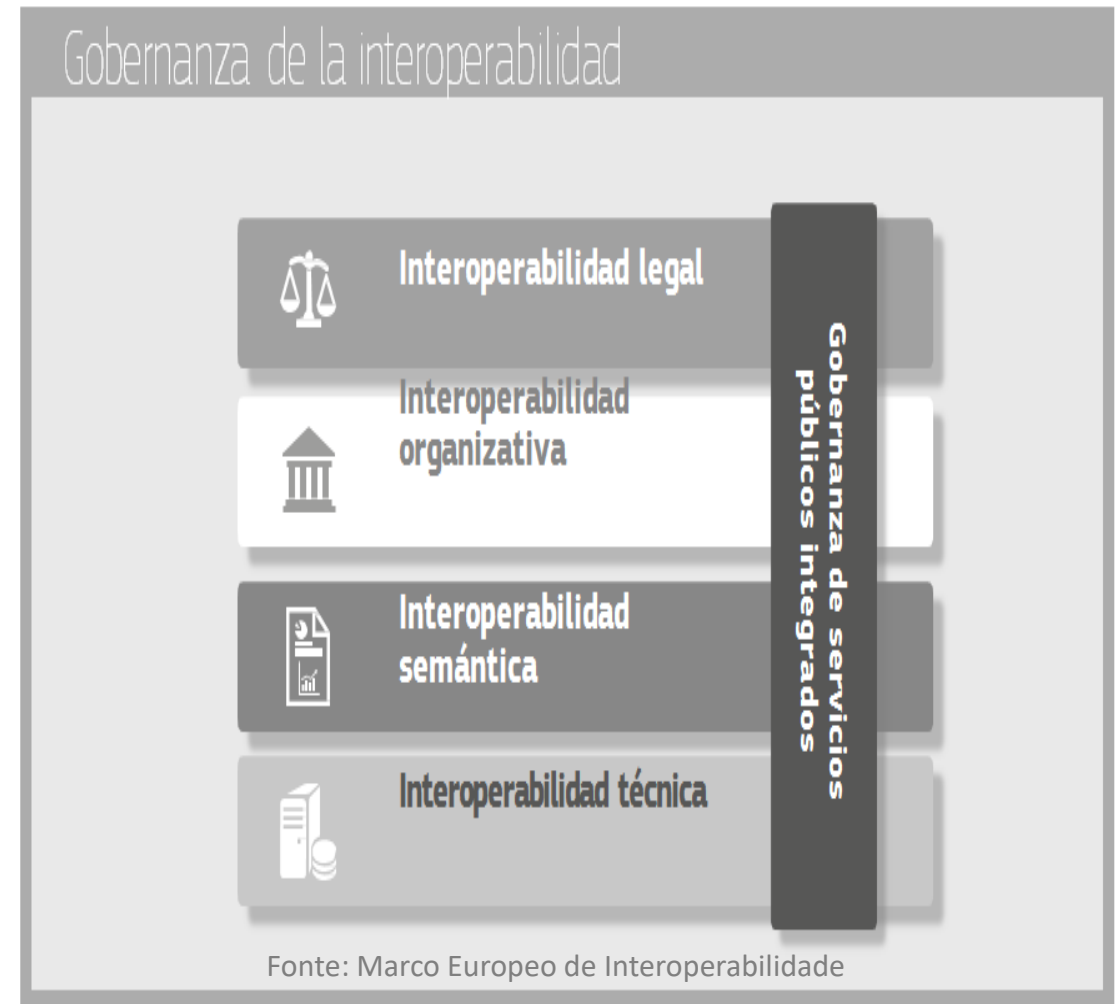 Gobernanza de la interoperabilidad
Interoperabilidad legal
Interoperabilidad
organizativa
Interoperabilidad
semántica
Interoperabilidad técnica
Gobernanza de servicios
públicos integrados
Fonte: Marco Europeo de Interoperabilidade